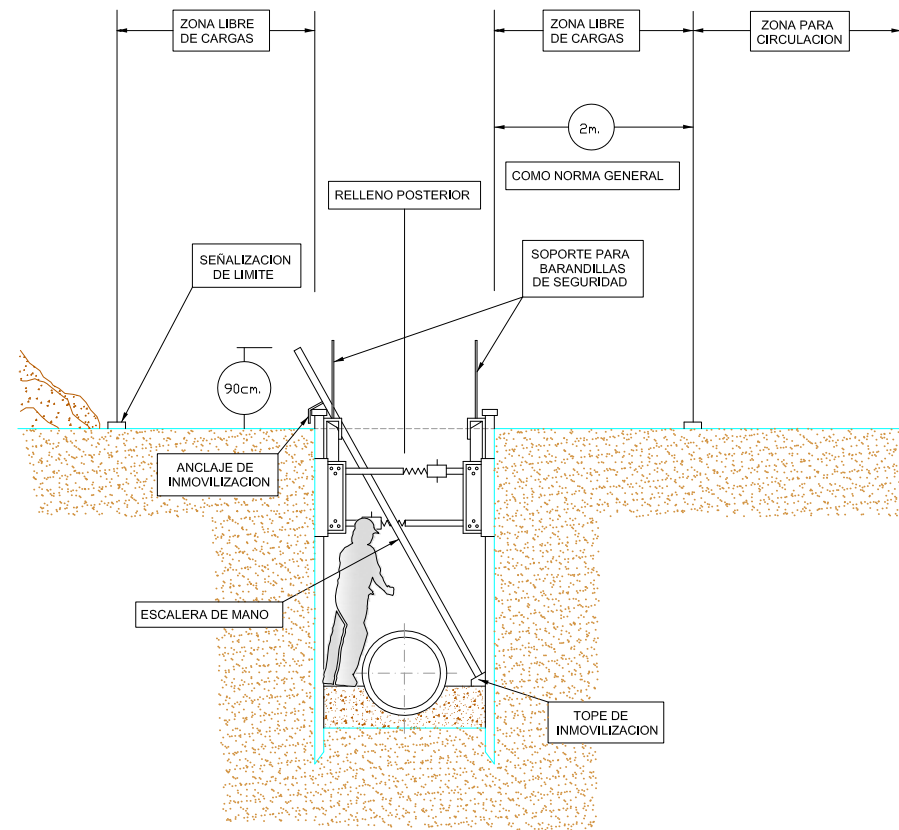 ZONA LIBRE
DE CARGAS
ZONA LIBRE
DE CARGAS
ZONA PARA
CIRCULACION
2m.
COMO NORMA GENERAL
RELLENO POSTERIOR
SEÑALIZACION
DE LIMITE
SOPORTE PARA
BARANDILLAS
DE SEGURIDAD
90cm.
ANCLAJE DE
INMOVILIZACION
ESCALERA DE MANO
TOPE DE
INMOVILIZACION